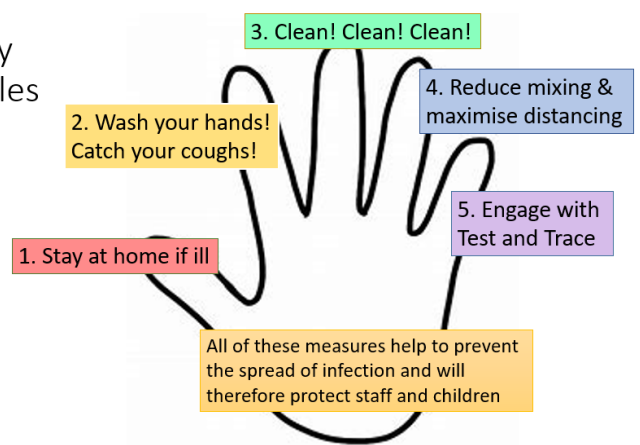 1. Stay at home if ill
2. Wash your hands!
Catch your coughs!
3. Clean! Clean! Clean!
4. Reduce mixing &
maximise distancing
5. Engage with
Test and Trace
All of these measures help to prevent
the spread of infection and will
therefore protect staff and children